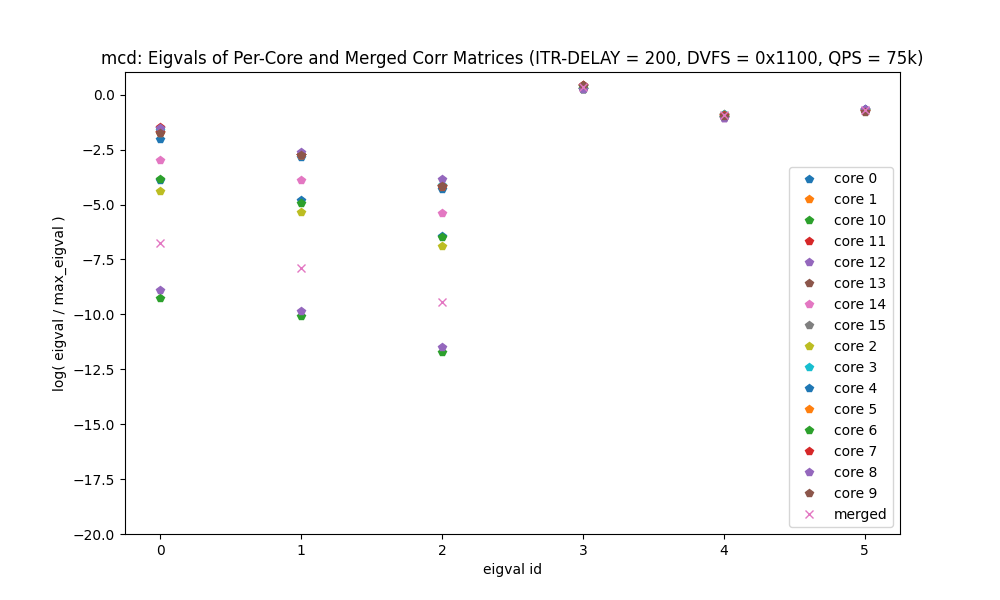 mcd: Eigvals of Per-Core and Merged Corr Matrices (ITR-DELAY = 200, DVFS = 0x1100, QPS = 75k)
log( eigval / max_eigval )
0.0
−2.5
−5.0
−7.5
−10.0
−12.5
−15.0
−17.5
−20.0
core 0
core 1
core 10
core 11
core 12
core 13
core 14
core 15
core 2
core 3
core 4
core 5
core 6
core 7
core 8
core 9
merged
0 1 2 3 4 5
eigval id